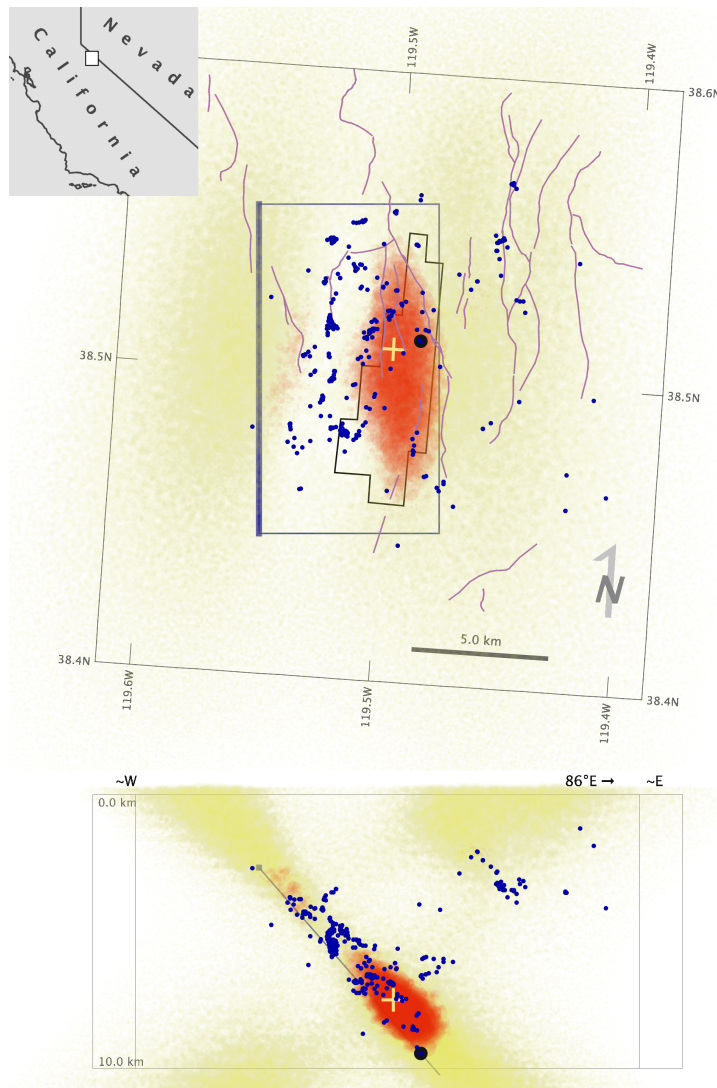 Nevada
California
119.5W
119.4W
38.6N
38.5N
38.5N
N
5.0 km
38.4N
38.4N
119.6W
119.5W
119.4W
~W
86°E → ~E
0.0 km
10.0 km